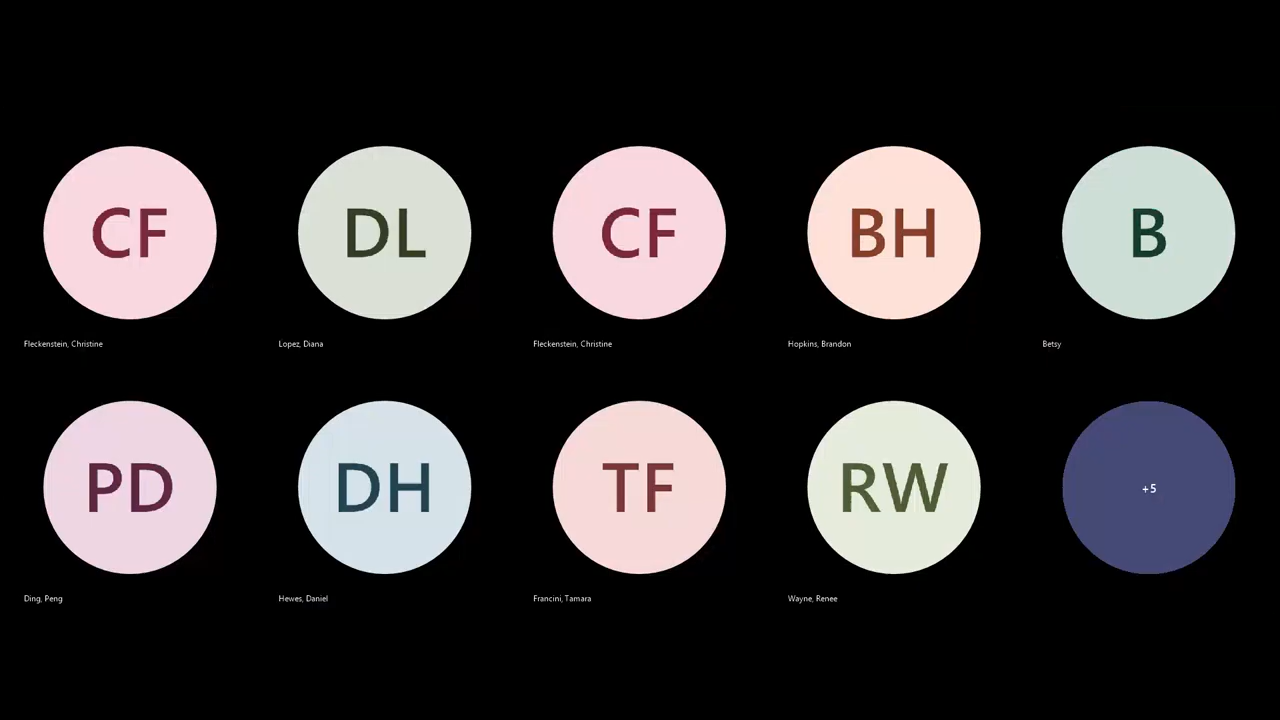 CF
DL
CF
BH
B
Fleckenstein, Christine
Lopez, Diana
Fleckenstein, Christine
Hopkins, Brandon
Betsy
PD
DH
TF
RW
+5
Ding, Peng
Hewes, Daniel
Francini, Tamara
Wayne, Renee